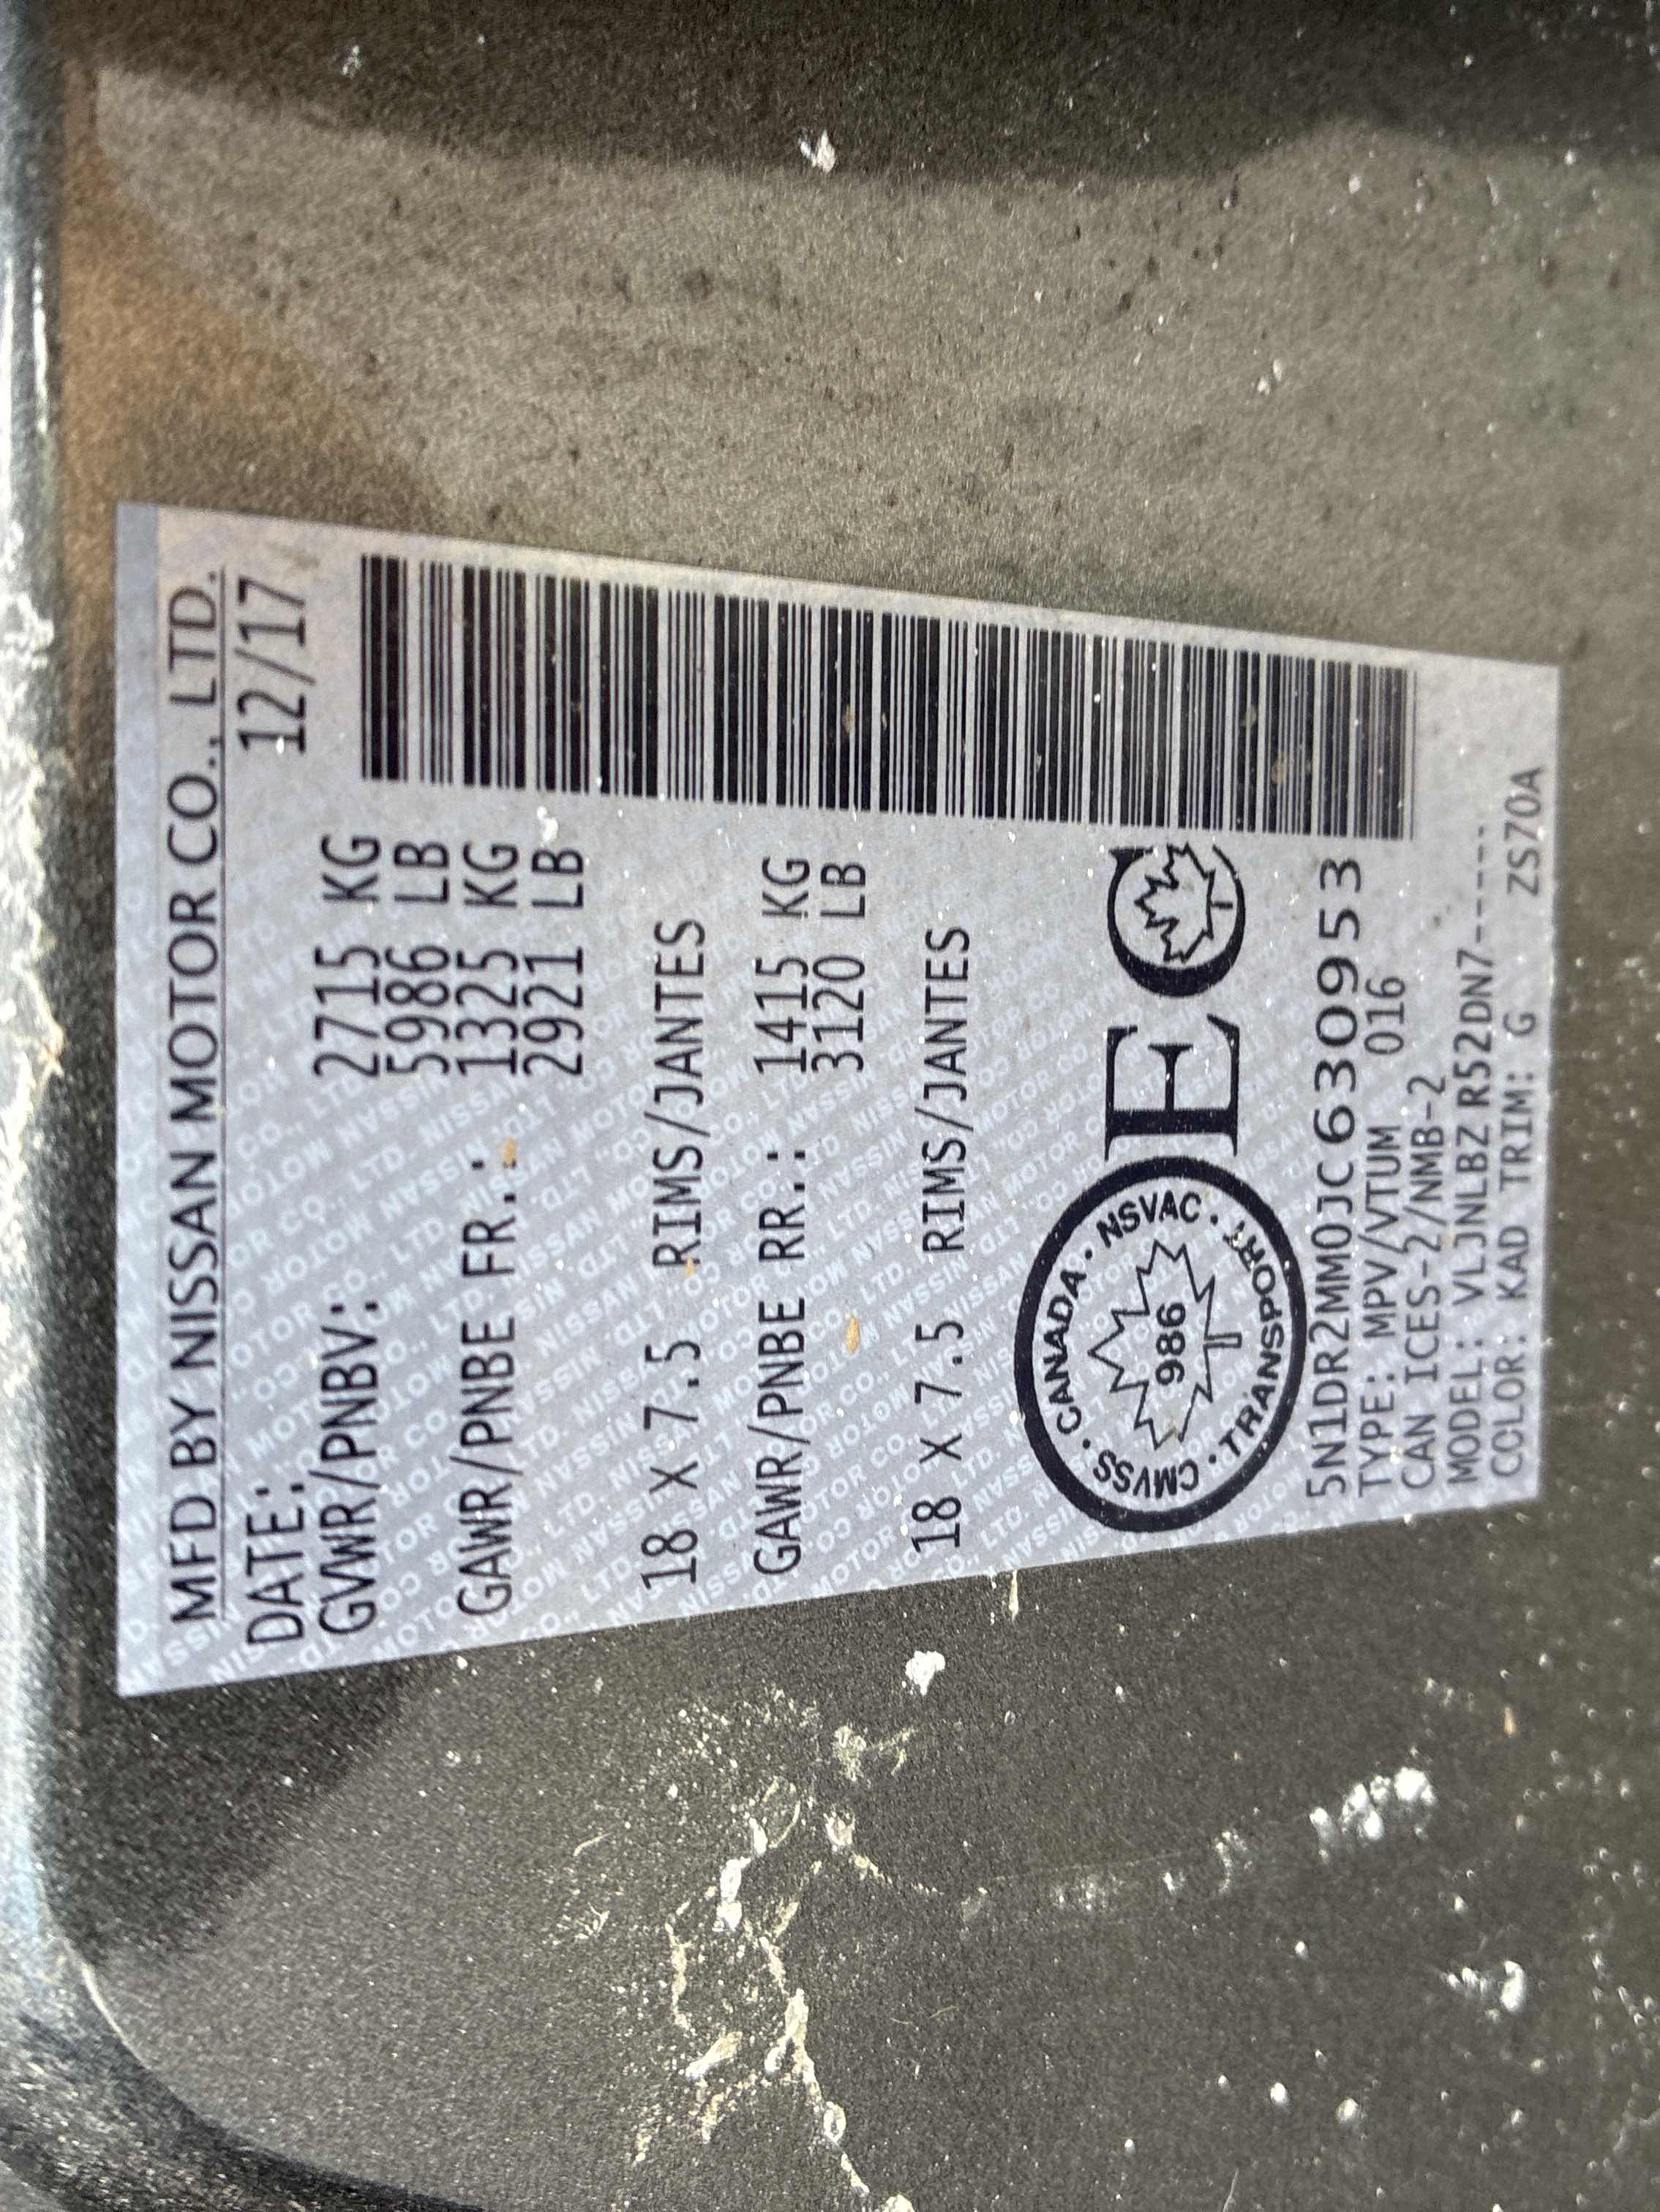 MFD BY NISSAN MOTOR CO., LTD.
DATE: 12/17
GVWR/PNBV: 2715 KG
5986 LB
GAWR/PNBE FR.: 1325 KG
2921 LB
18 X 7.5 RIMS/JANTES
GAWR/PNBE RR.: 1415 KG
3120 LB
18 X 7.5 RIMS/JANTES
CMVSS · CANADA · NSVAC · TRANSPORT ·
986
E C
5N1DR2MM0JC630953
TYPE: MPV/VTUM 016
CAN ICES-2/NMB-2
MODEL: VLJNLBZ R52DN7-----
COLOR: KAD TRIM: G ZS70A